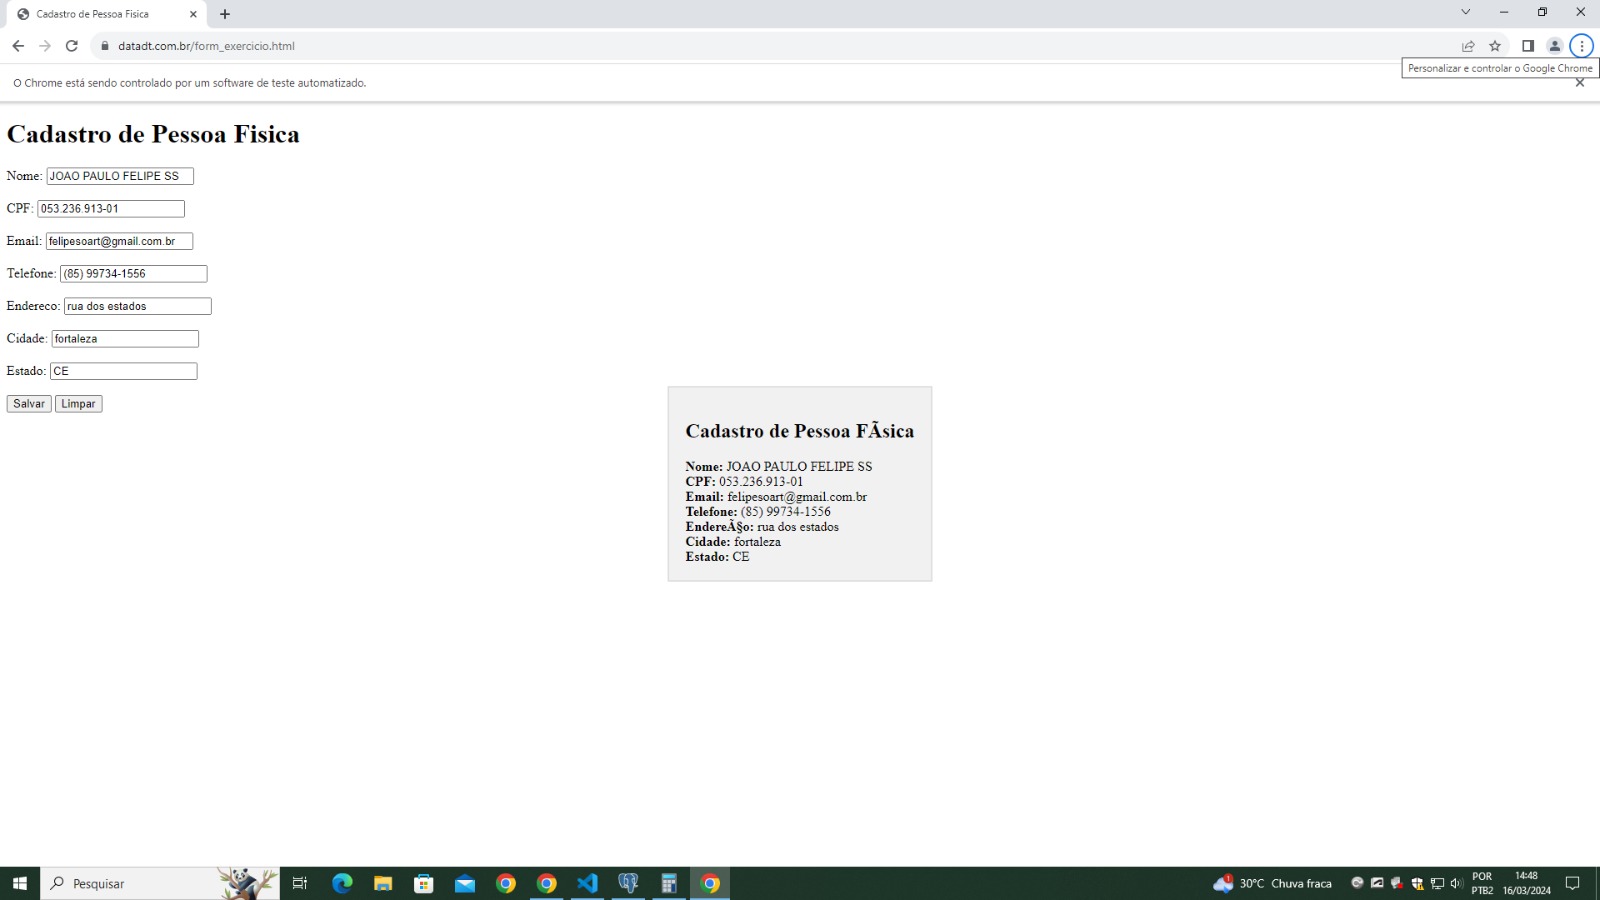 Cadastro de Pessoa Fisica
datadt.com.br/form_exercicio.html
Personalizar e controlar o Google Chrome
O Chrome está sendo controlado por um software de teste automatizado.
Cadastro de Pessoa Fisica
Nome: JOAO PAULO FELIPE SS
CPF: 053.236.913-01
Email: felipesoart@gmail.com.br
Telefone: (85) 99734-1556
Endereco: rua dos estados
Cidade: fortaleza
Estado: CE
Salvar Limpar
Cadastro de Pessoa FÃsica
Nome: JOAO PAULO FELIPE SS
CPF: 053.236.913-01
Email: felipesoart@gmail.com.br
Telefone: (85) 99734-1556
EndereÃ§o: rua dos estados
Cidade: fortaleza
Estado: CE
Pesquisar
1
30°C Chuva fraca
POR
PTB2
14:48
16/03/2024